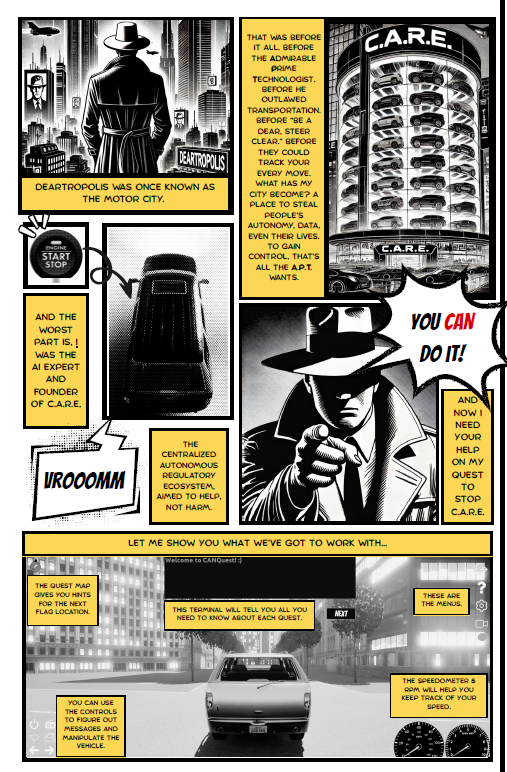 DEARTROPOLIS
DEARTROPOLIS WAS ONCE KNOWN AS
THE MOTOR CITY.
THAT WAS BEFORE
IT ALL. BEFORE
THE ADMIRABLE
PRIME
TECHNOLOGIST.
BEFORE HE
OUTLAWED
TRANSPORTATION.
BEFORE "BE A
DEAR, STEER
CLEAR." BEFORE
THEY COULD
TRACK YOUR
EVERY MOVE.
WHAT HAS MY
CITY BECOME? A
PLACE TO STEAL
PEOPLE'S
AUTONOMY, DATA,
EVEN THEIR LIVES.
TO GAIN
CONTROL, THAT'S
ALL THE A.P.T.
WANTS.
C.A.R.E.
C.A.R.E.
ENGINE
START
STOP
AND THE
WORST
PART IS, I
WAS THE
AI EXPERT
AND
FOUNDER
OF C.A.R.E.
VROOOMM
THE
CENTRALIZED
AUTONOMOUS
REGULATORY
ECOSYSTEM,
AIMED TO HELP,
NOT HARM.
YOU CAN
DO IT!
AND
NOW I
NEED
YOUR
HELP
ON MY
QUEST
TO
STOP
C.A.R.E.
LET ME SHOW YOU WHAT WE'VE GOT TO WORK WITH...
Welcome to CANQuest! :)
THE QUEST MAP
GIVES YOU HINTS
FOR THE NEXT
FLAG LOCATION.
THIS TERMINAL WILL TELL YOU ALL YOU
NEED TO KNOW ABOUT EACH QUEST.
NEXT
THESE ARE
THE MENUS.
?
THE SPEEDOMETER &
RPM WILL HELP YOU
KEEP TRACK OF YOUR
SPEED.
YOU CAN USE
THE CONTROLS
TO FIGURE OUT
MESSAGES AND
MANIPULATE THE
VEHICLE.